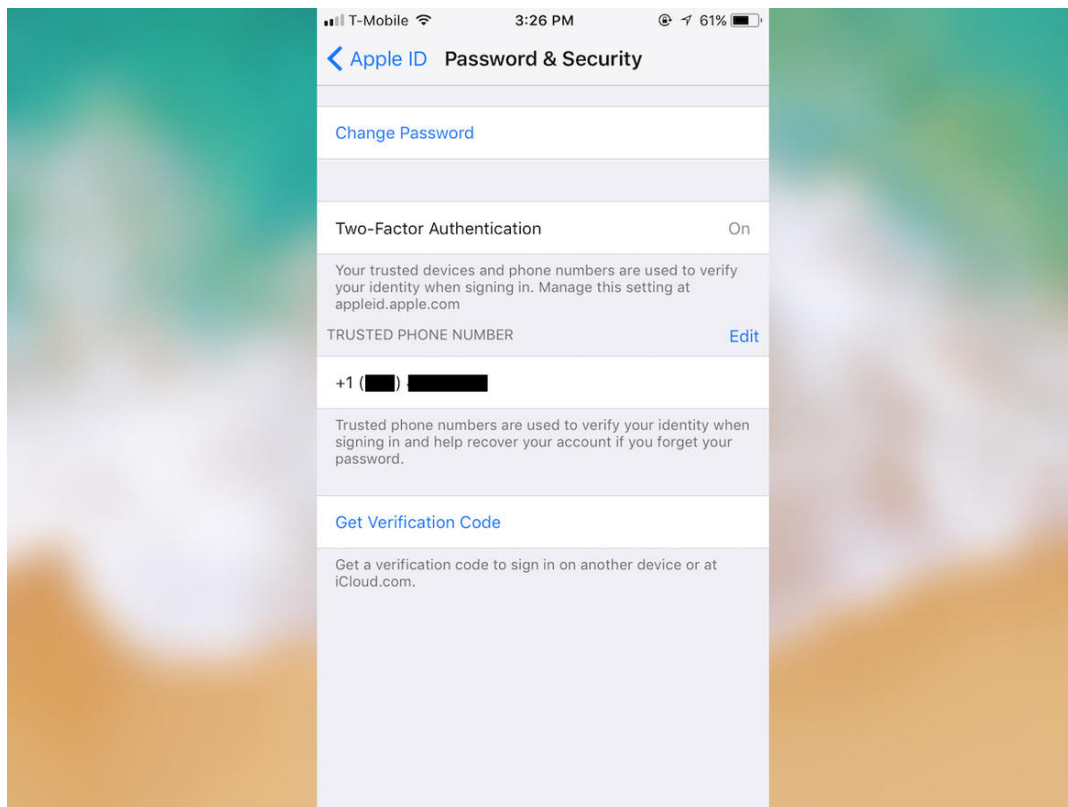 T-Mobile 3:26 PM 61%
Apple ID Password & Security
Change Password
Two-Factor Authentication On
Your trusted devices and phone numbers are used to verify
your identity when signing in. Manage this setting at
appleid.apple.com
TRUSTED PHONE NUMBER Edit
+1 ( )
Trusted phone numbers are used to verify your identity when
signing in and help recover your account if you forget your
password.
Get Verification Code
Get a verification code to sign in on another device or at
iCloud.com.